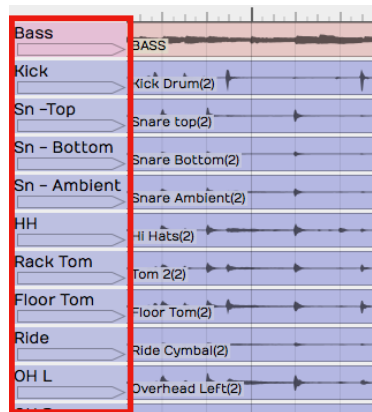 Bass
BASS
Kick
Kick Drum(2)
Sn -Top
Snare top(2)
Sn - Bottom
Snare Bottom(2)
Sn - Ambient
Snare Ambient(2)
HH
Hi Hats(2)
Rack Tom
Tom 2(2)
Floor Tom
Floor Tom(2)
Ride
Ride Cymbal(2)
OH L
Overhead Left(2)